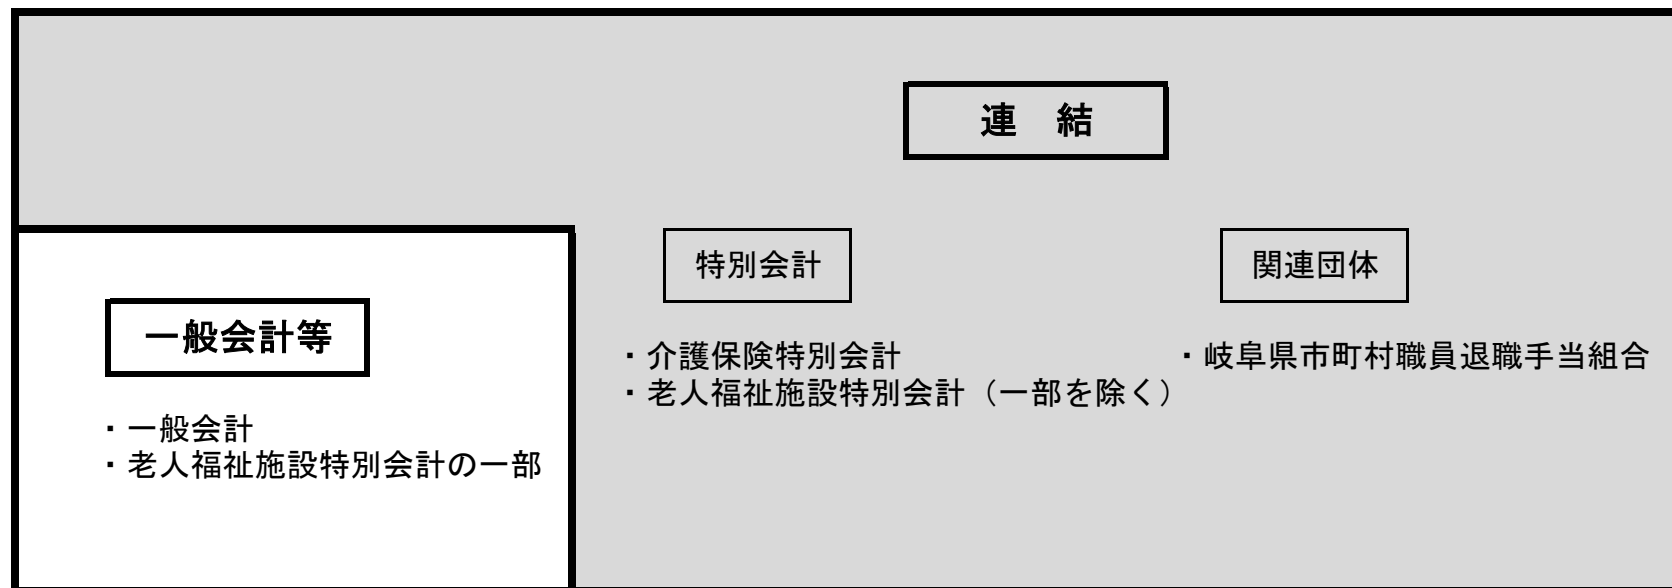 連　結
一般会計等
・一般会計
・老人福祉施設特別会計の一部
特別会計
・介護保険特別会計
・老人福祉施設特別会計（一部を除く）
関連団体
・岐阜県市町村職員退職手当組合